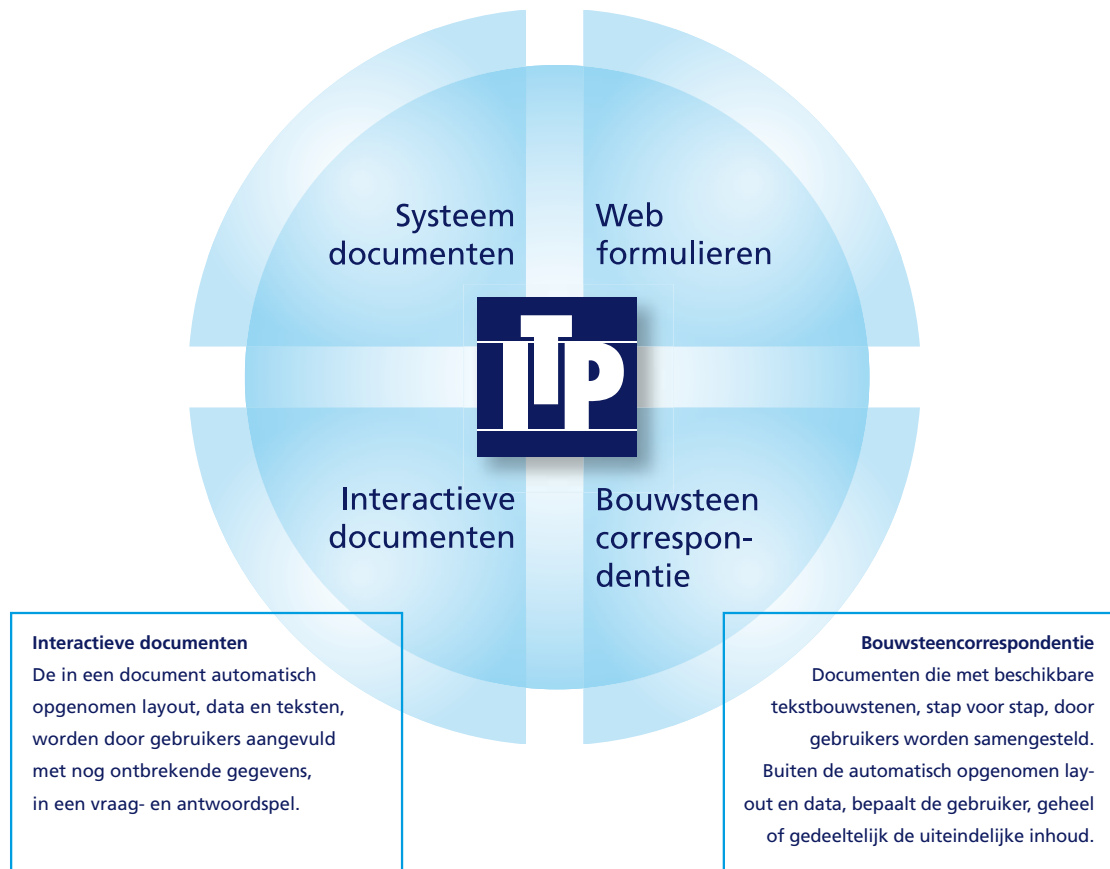 Systeem
documenten
Web
formulieren
ITP
Interactieve
documenten
Bouwsteen
correspon-
dentie
Interactieve documenten
De in een document automatisch
opgenomen layout, data en teksten,
worden door gebruikers aangevuld
met nog ontbrekende gegevens,
in een vraag- en antwoordspel.
Bouwsteencorrespondentie
Documenten die met beschikbare
tekstbouwstenen, stap voor stap, door
gebruikers worden samengesteld.
Buiten de automatisch opgenomen lay-
out en data, bepaalt de gebruiker, geheel
of gedeeltelijk de uiteindelijke inhoud.